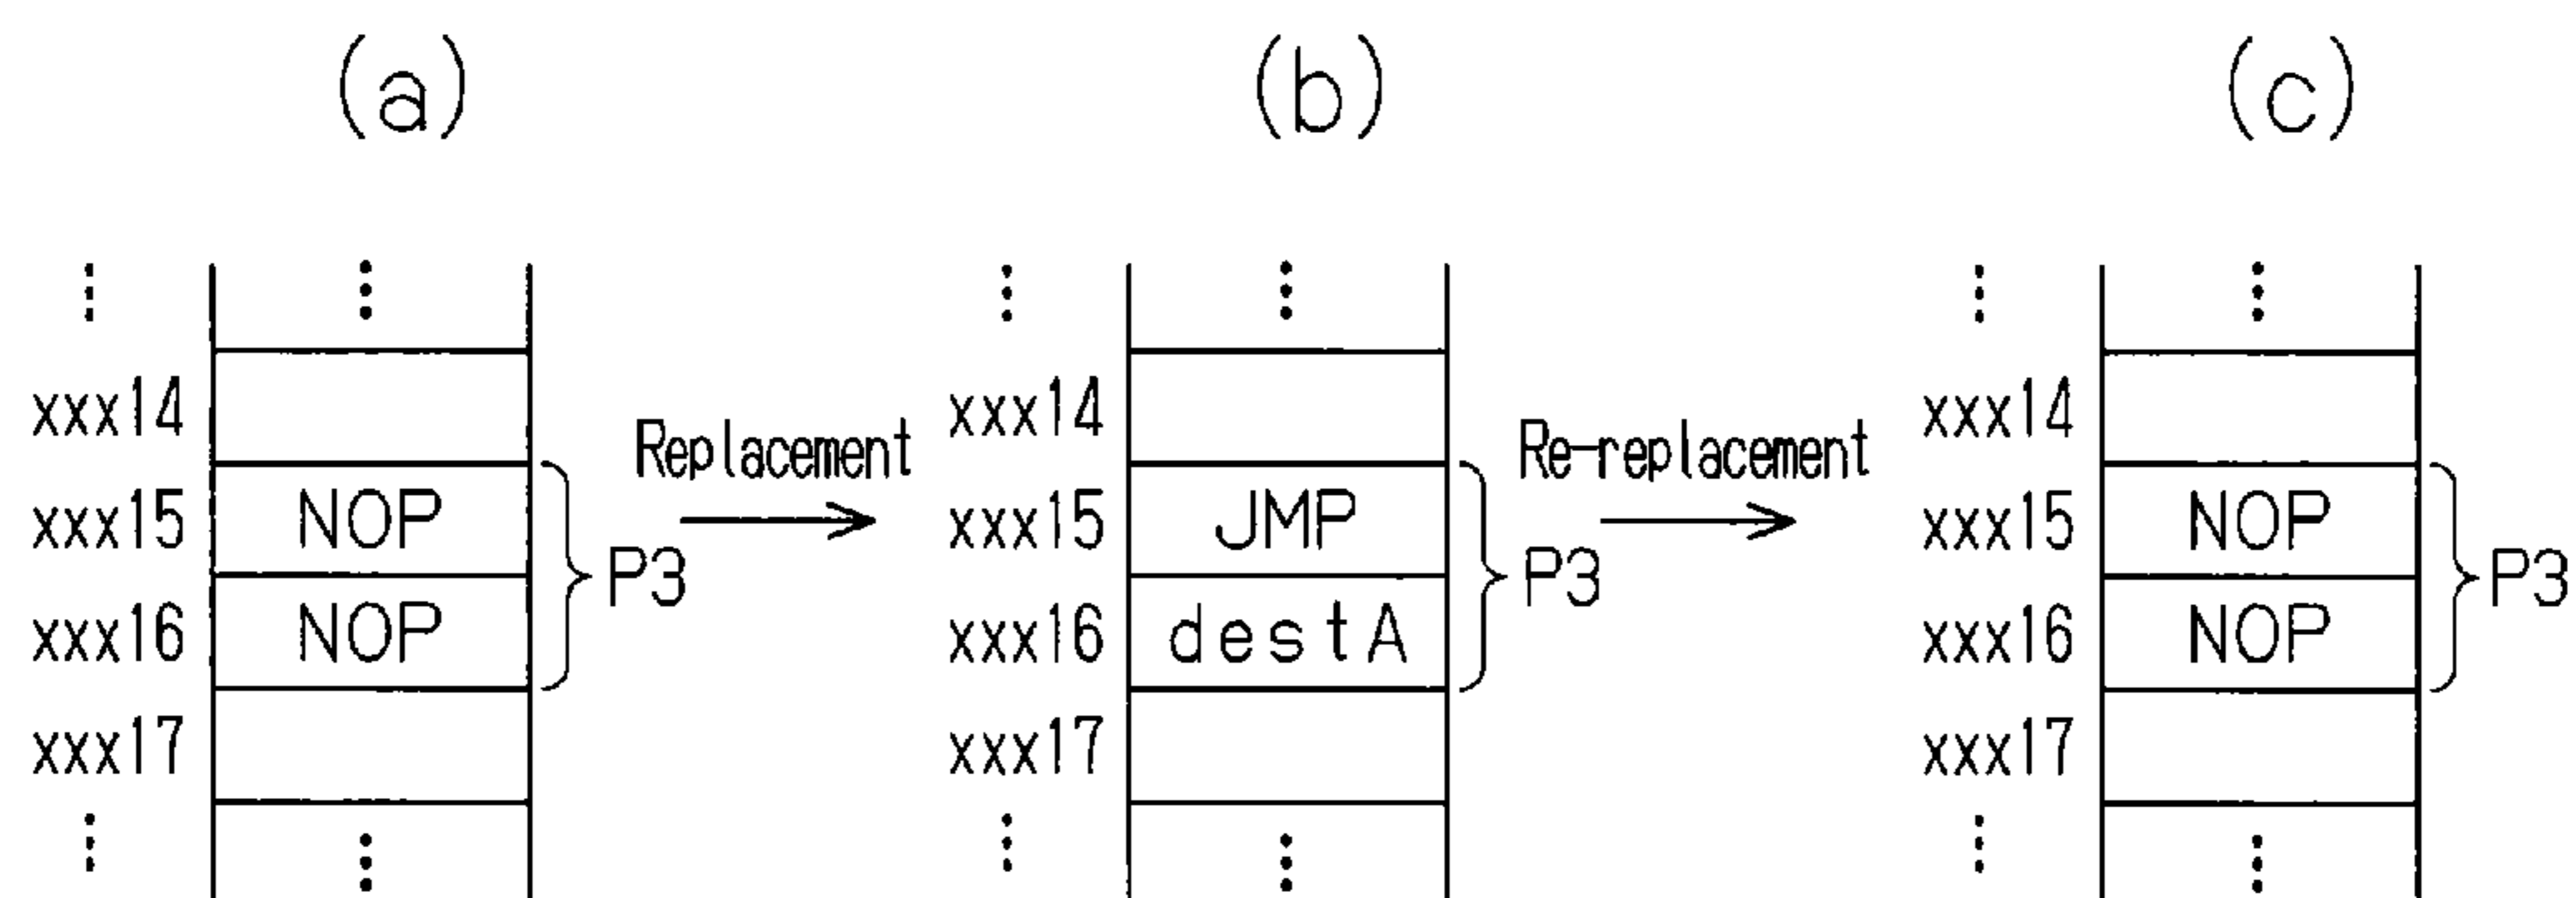 (a) (b) (c)
xxx14 xxx14 xxx14
Replacement Re-replacement
xxx15 NOP xxx15 JMP xxx15 NOP
P3 P3 P3
xxx16 NOP xxx16 destA xxx16 NOP
xxx17 xxx17 xxx17